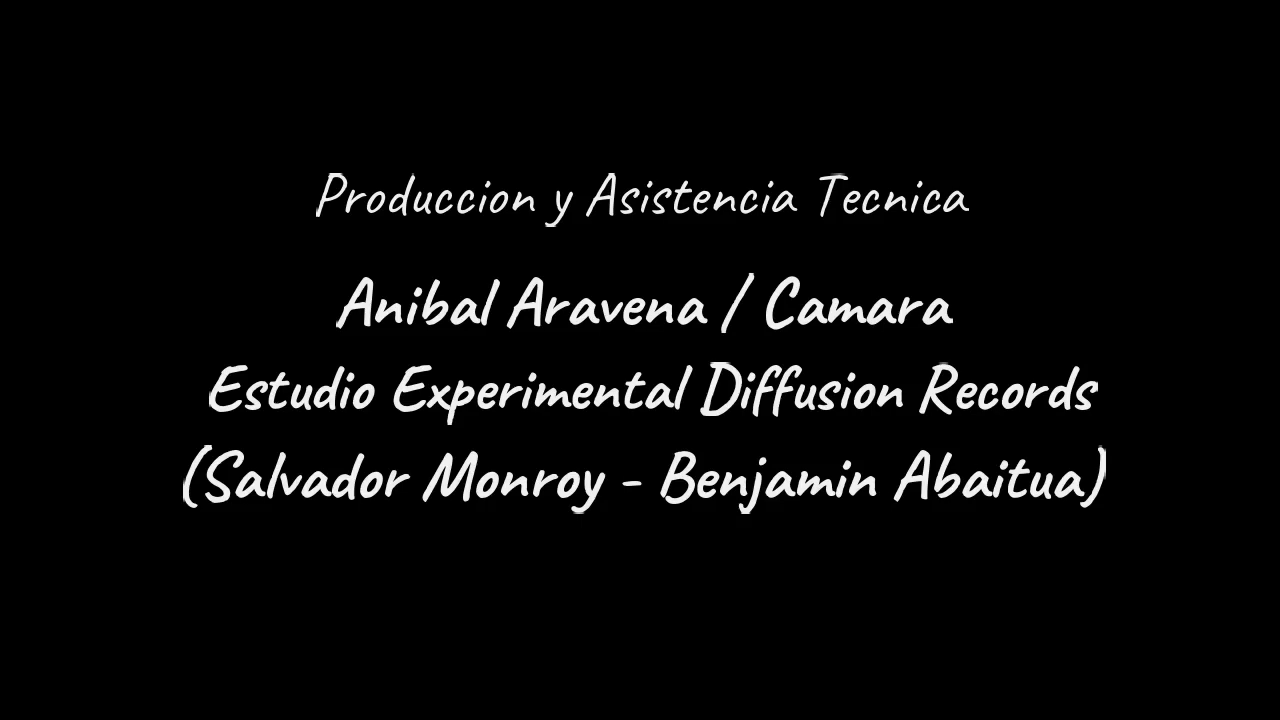 Produccion y Asistencia Tecnica
Anibal Aravena / Camara
Estudio Experimental Diffusion Records
(Salvador Monroy - Benjamin Abaitua)